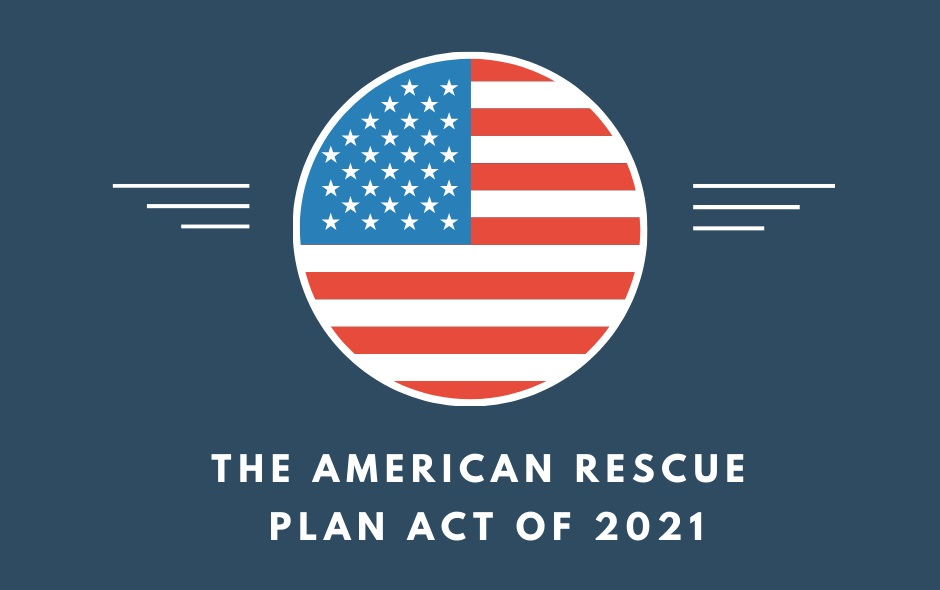 THE AMERICAN RESCUE
PLAN ACT OF 2021